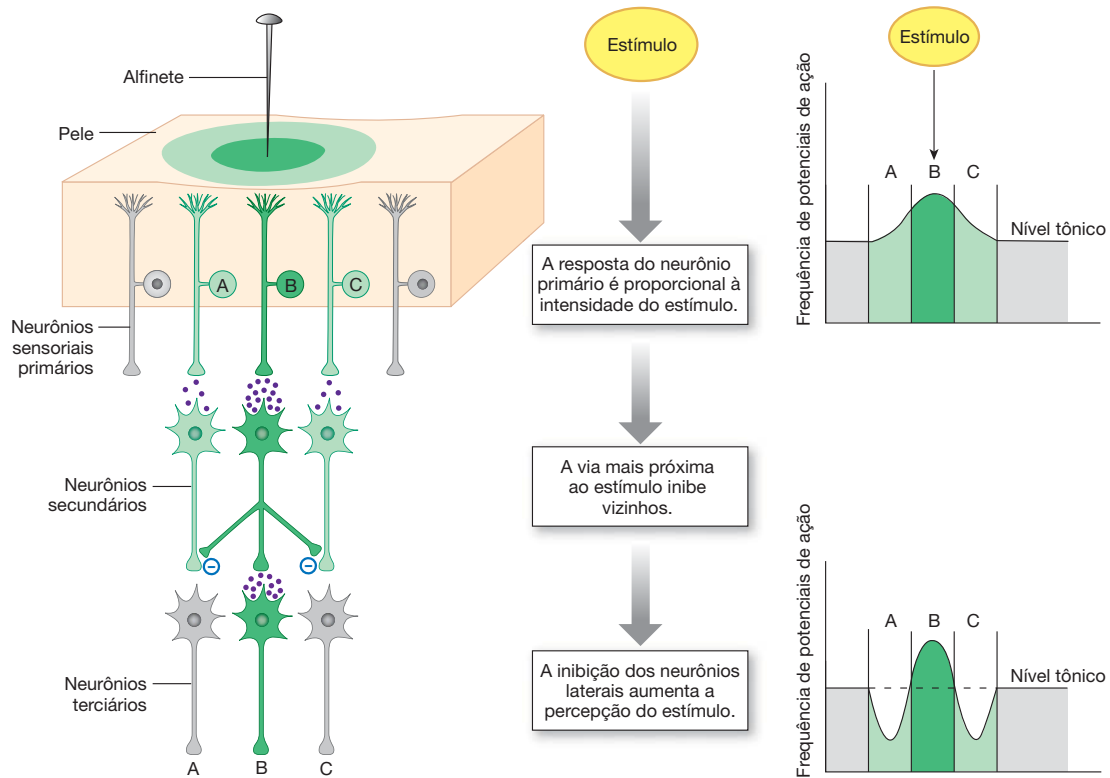 Alfinete
Pele
A
B
C
Neurônios
sensoriais
primários
Neurônios
secundários
−
−
Neurônios
terciários
A
B
C
Estímulo
A resposta do neurônio
primário é proporcional à
intensidade do estímulo.
A via mais próxima
ao estímulo inibe
vizinhos.
A inibição dos neurônios
laterais aumenta a
percepção do estímulo.
Estímulo
Frequência de potenciais de ação
A
B
C
Nível tônico
Frequência de potenciais de ação
A
B
C
Nível tônico